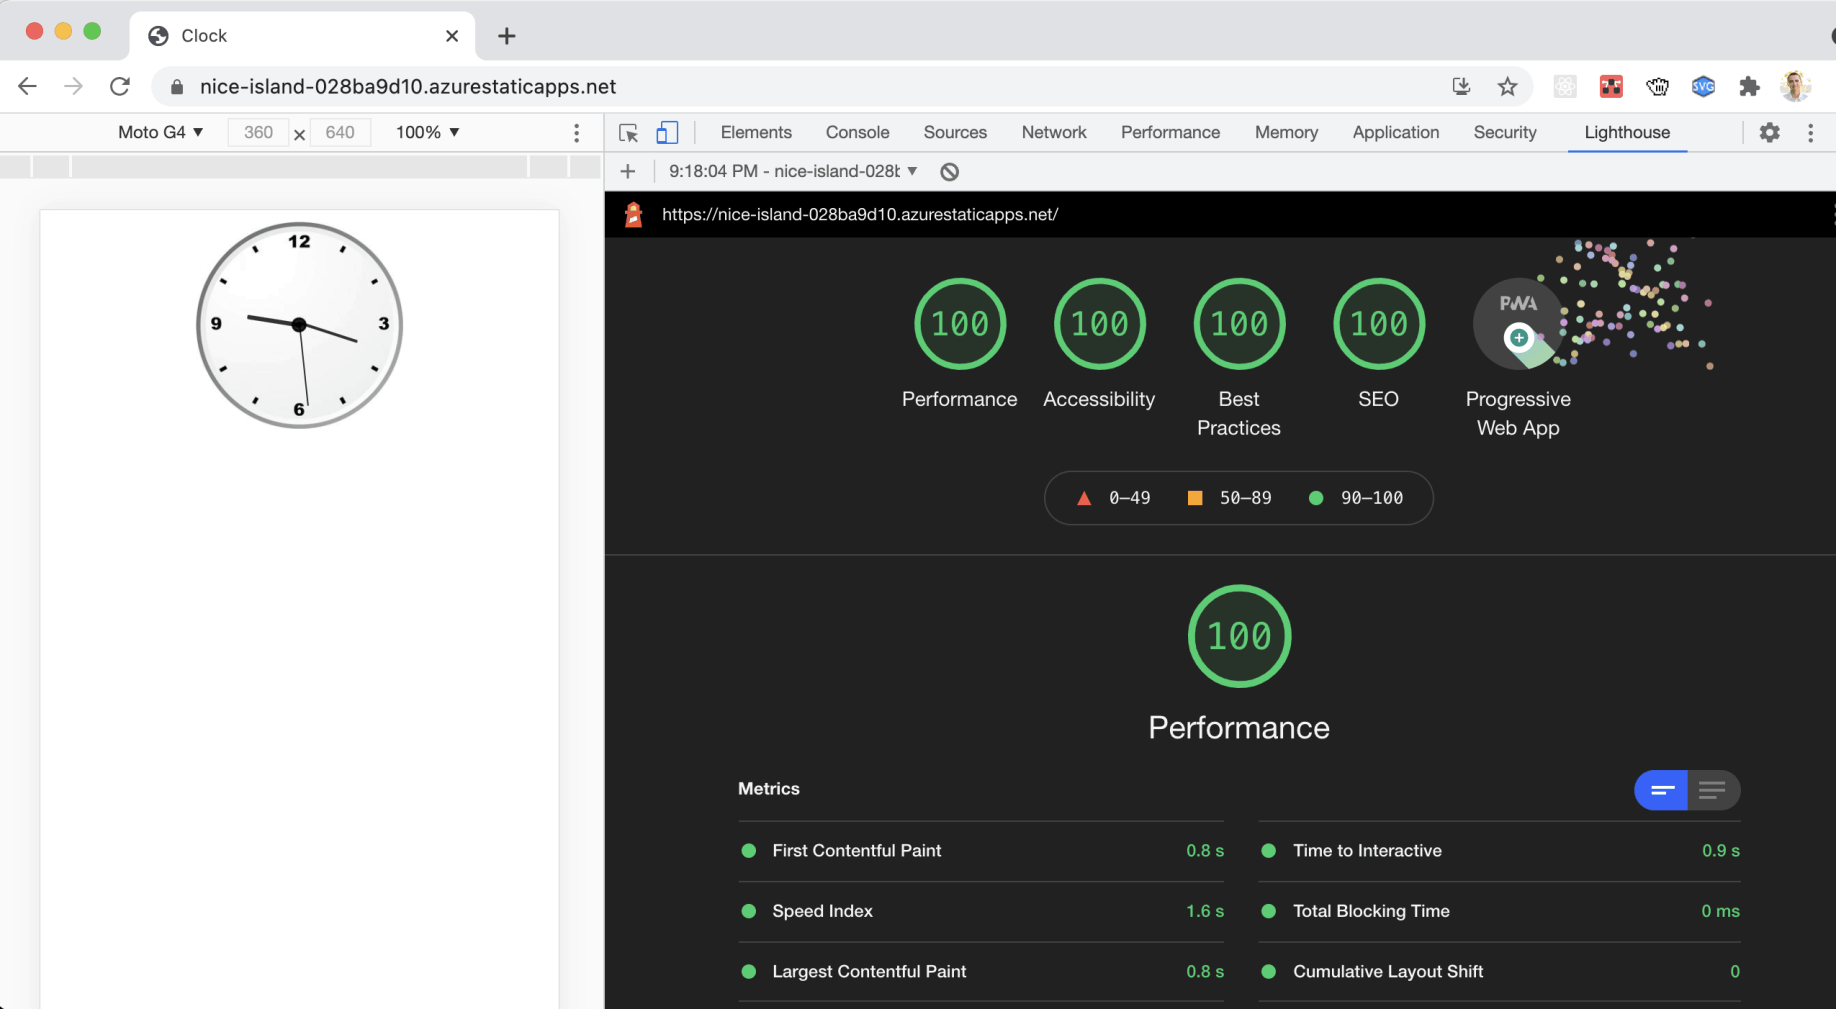 Clock
nice-island-028ba9d10.azurestaticapps.net
SVG
Moto G4 ▼ 360 × 640 100% ▼
Elements Console Sources Network Performance Memory Application Security Lighthouse
9:18:04 PM - nice-island-028b ▼
https://nice-island-028ba9d10.azurestaticapps.net/
12
9 3
6
100 100 100 100 PWA
Performance Accessibility Best Practices SEO Progressive Web App
0–49 50–89 90–100
100
Performance
Metrics
First Contentful Paint 0.8 s Time to Interactive 0.9 s
Speed Index 1.6 s Total Blocking Time 0 ms
Largest Contentful Paint 0.8 s Cumulative Layout Shift 0